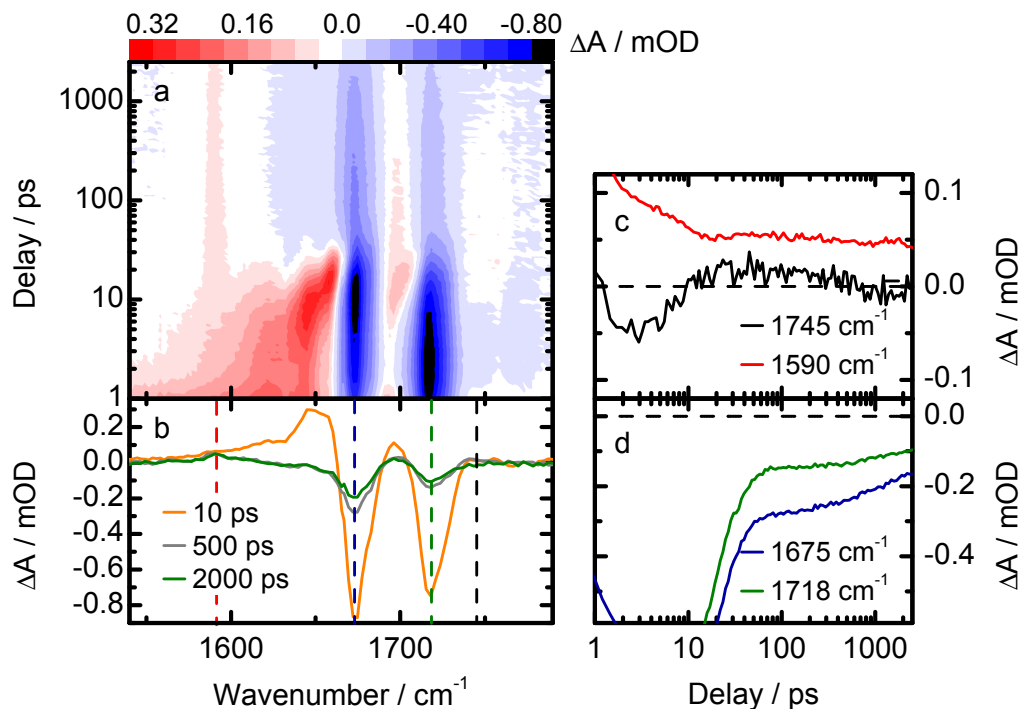 0.32 0.16 0.0 -0.40 -0.80
ΔA / mOD
a
1000
100
10
1
Delay / ps
1600 1700
b
0.2
0.0
-0.2
-0.4
-0.6
-0.8
ΔA / mOD
10 ps
500 ps
2000 ps
1600 1700
Wavenumber / cm⁻¹
c
0.1
0.0
-0.1
ΔA / mOD
1745 cm⁻¹
1590 cm⁻¹
d
0.0
-0.2
-0.4
ΔA / mOD
1675 cm⁻¹
1718 cm⁻¹
1 10 100 1000
Delay / ps